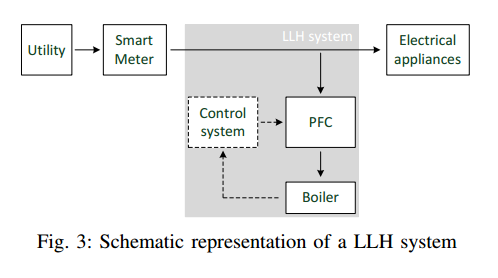 LLH system
Utility
Smart
Meter
Electrical
appliances
Control
system
PFC
Boiler
Fig. 3: Schematic representation of a LLH system